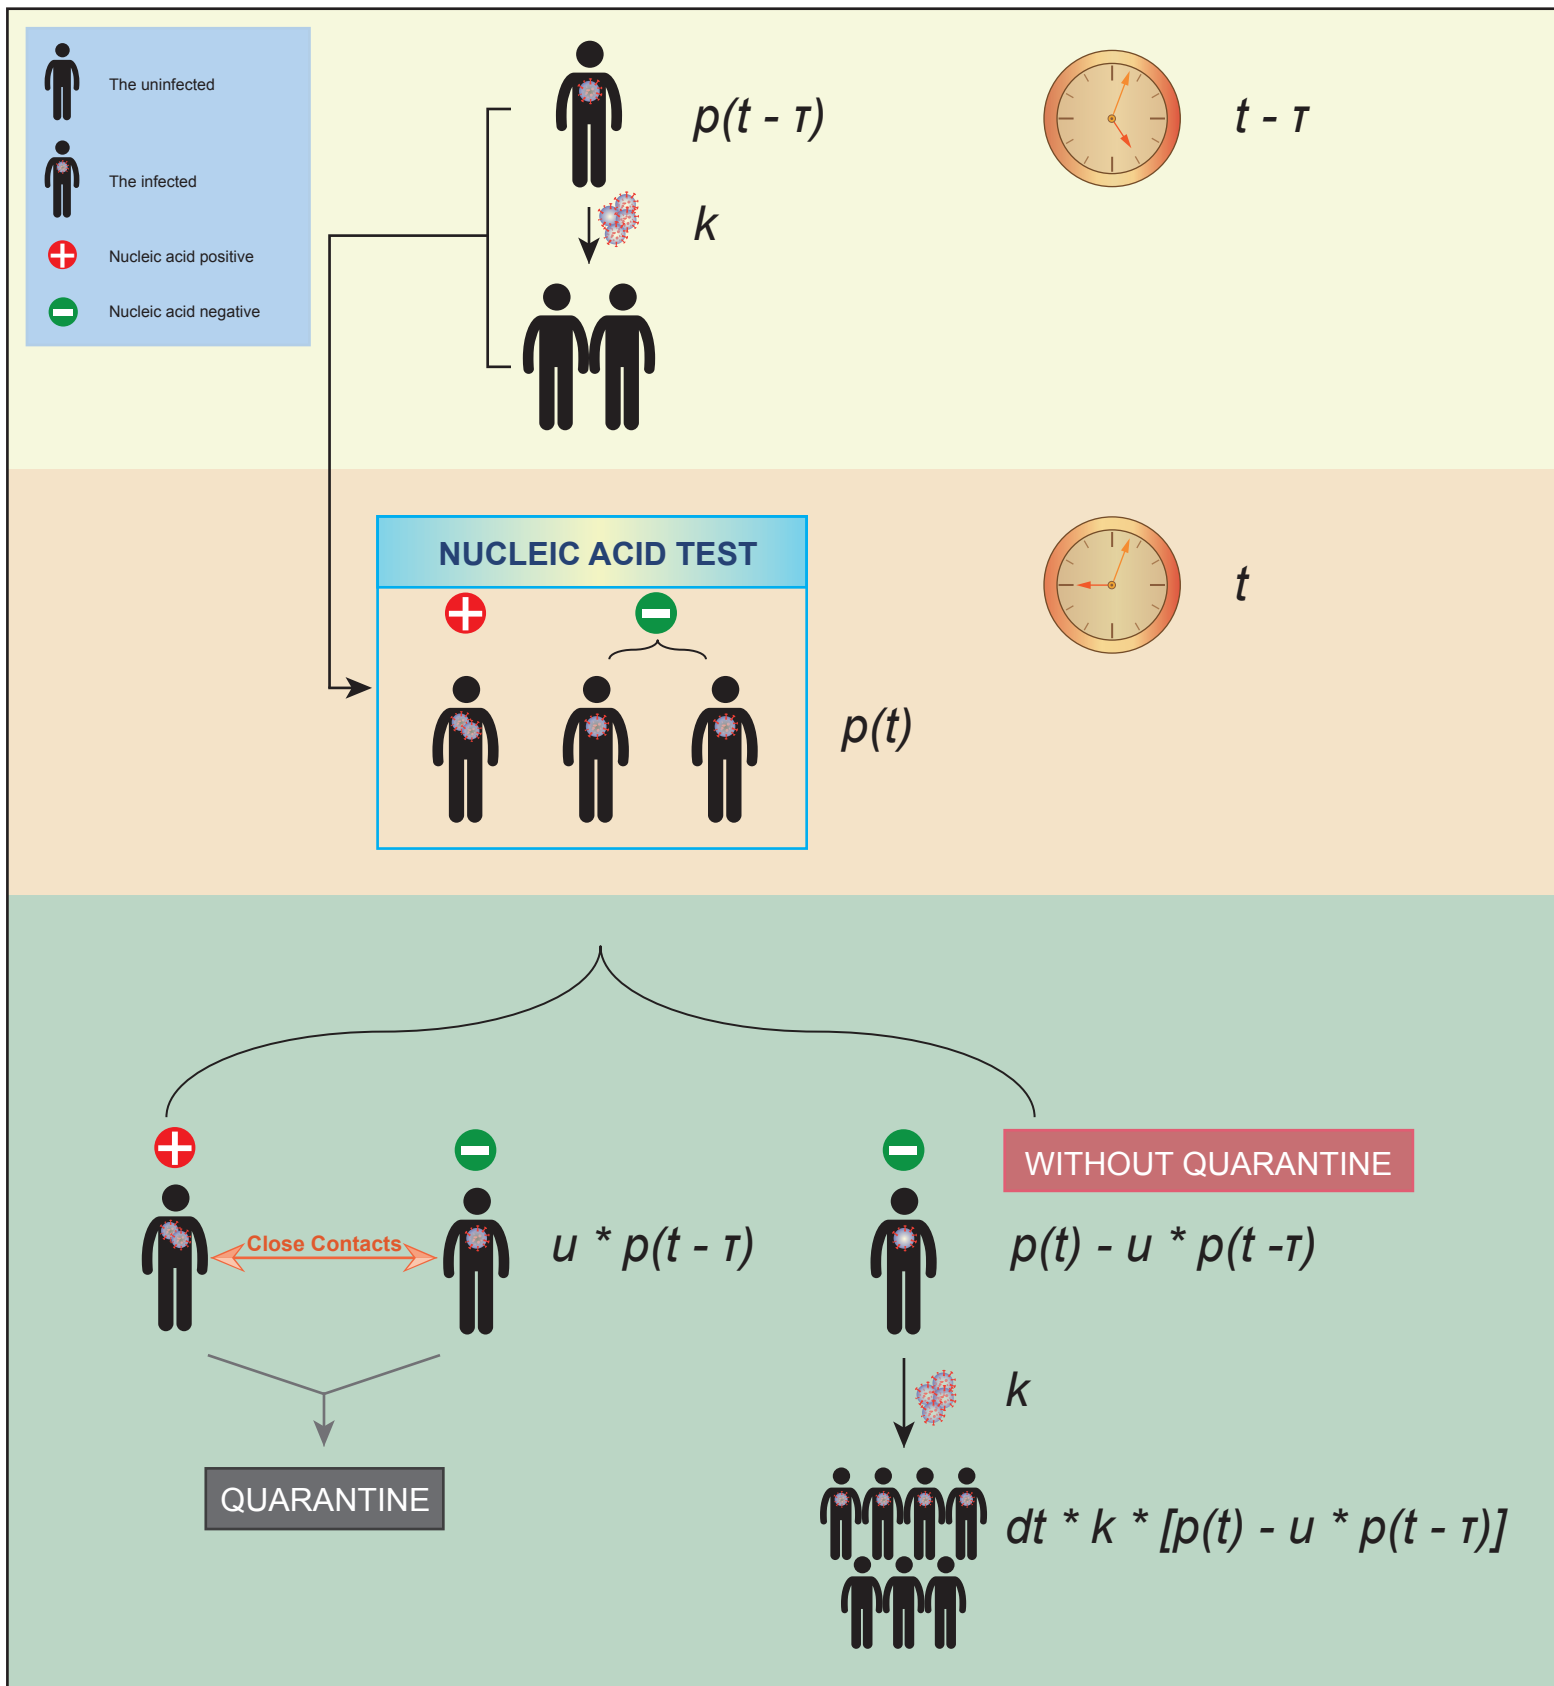 The uninfected
The infected
Nucleic acid positive
Nucleic acid negative
p(t - τ)
t - τ
k
NUCLEIC ACID TEST
t
p(t)
WITHOUT QUARANTINE
Close Contacts
u * p(t - τ)
p(t) - u * p(t -τ)
k
QUARANTINE
dt * k * [p(t) - u * p(t - τ)]